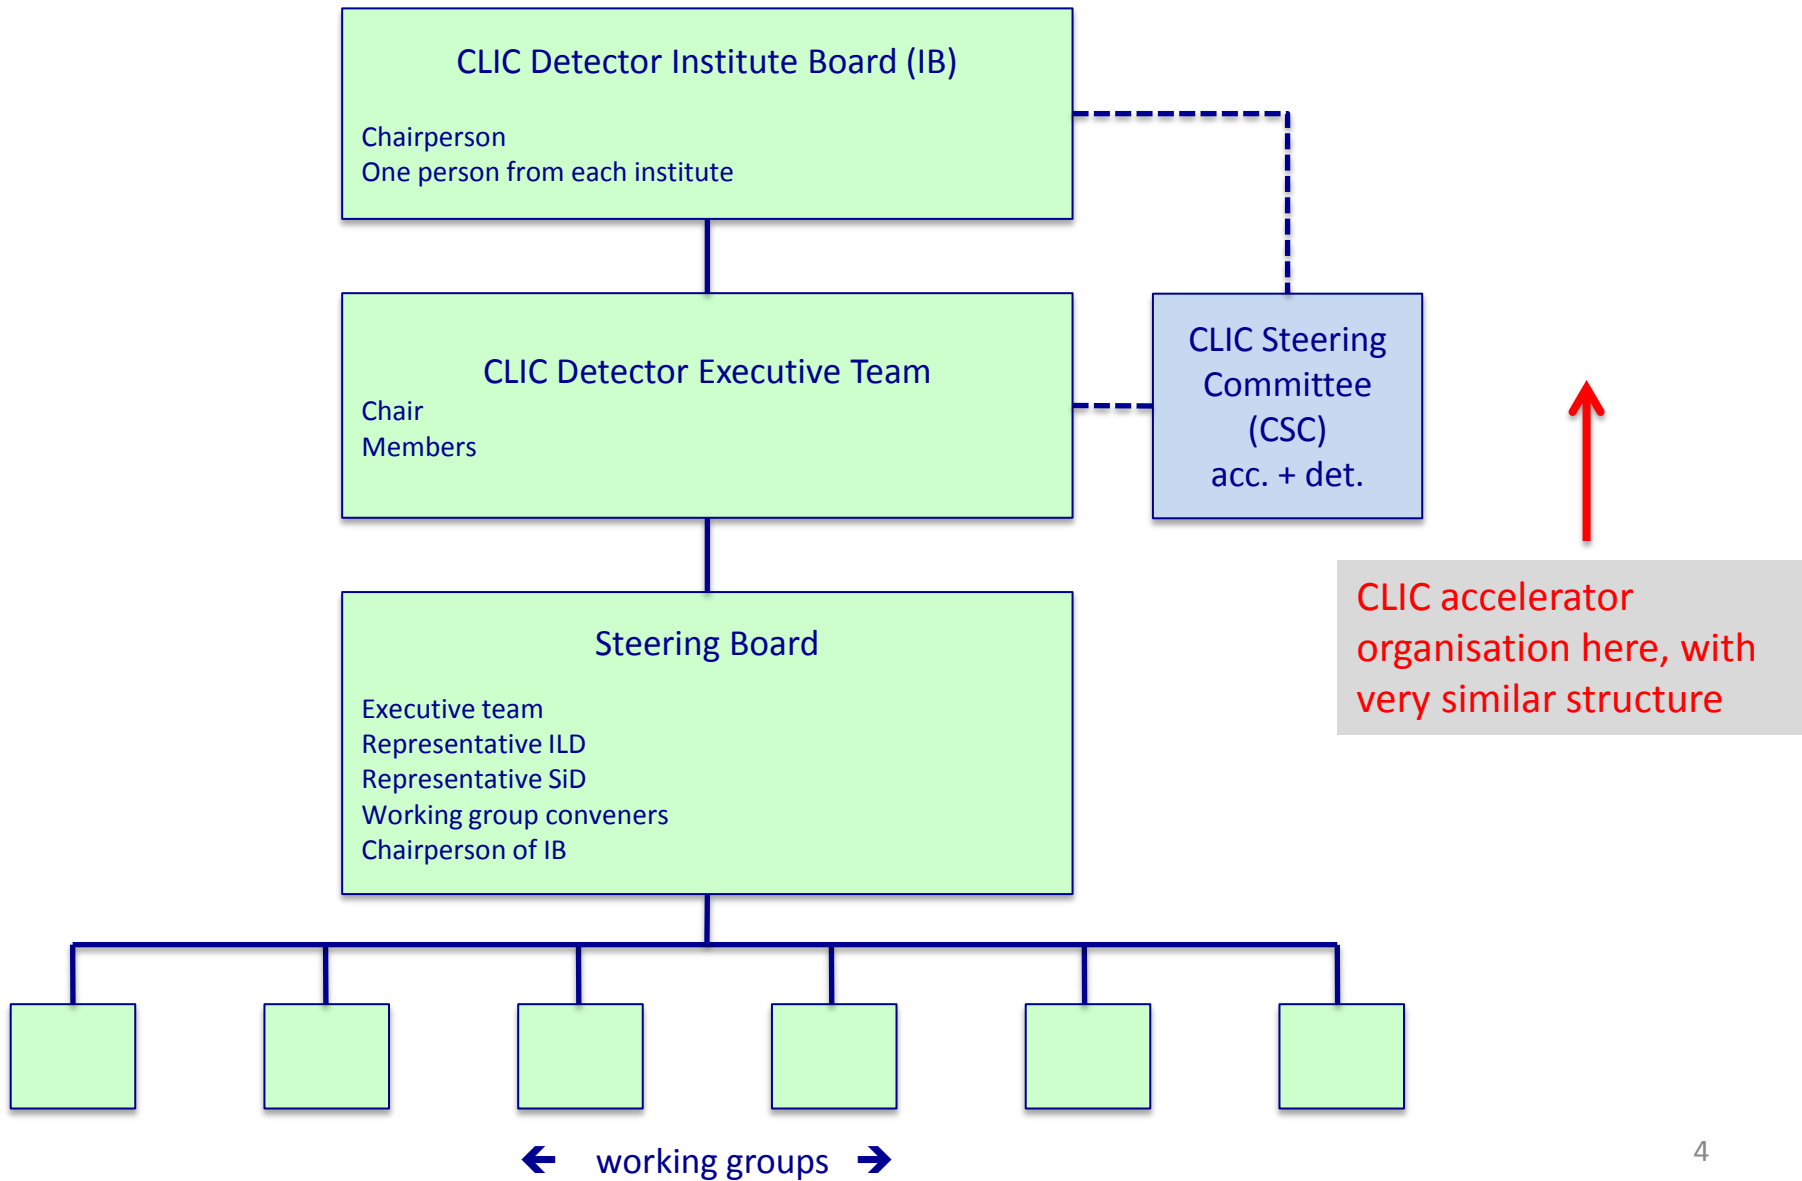 CLIC Detector Institute Board (IB)
Chairperson
One person from each institute
CLIC Detector Executive Team
Chair
Members
CLIC Steering
Committee
(CSC)
acc. + det.
CLIC accelerator
organisation here, with
very similar structure
Steering Board
Executive team
Representative ILD
Representative SiD
Working group conveners
Chairperson of IB
🡸 working groups 🡺
4